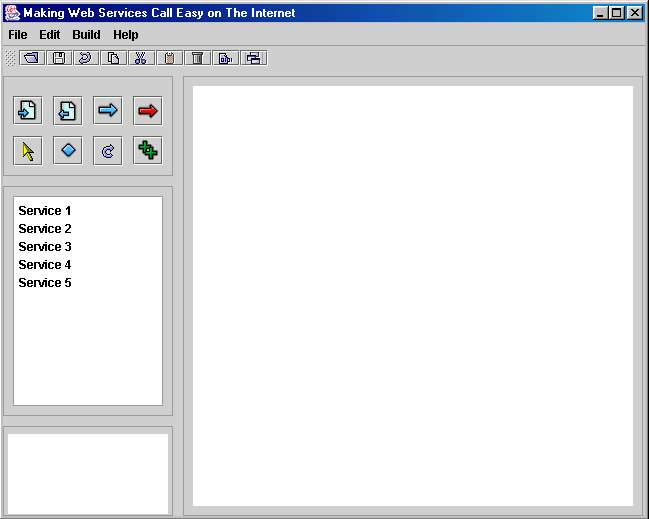 Making Web Services Call Easy on The Internet
File Edit Build Help
Service 1
Service 2
Service 3
Service 4
Service 5